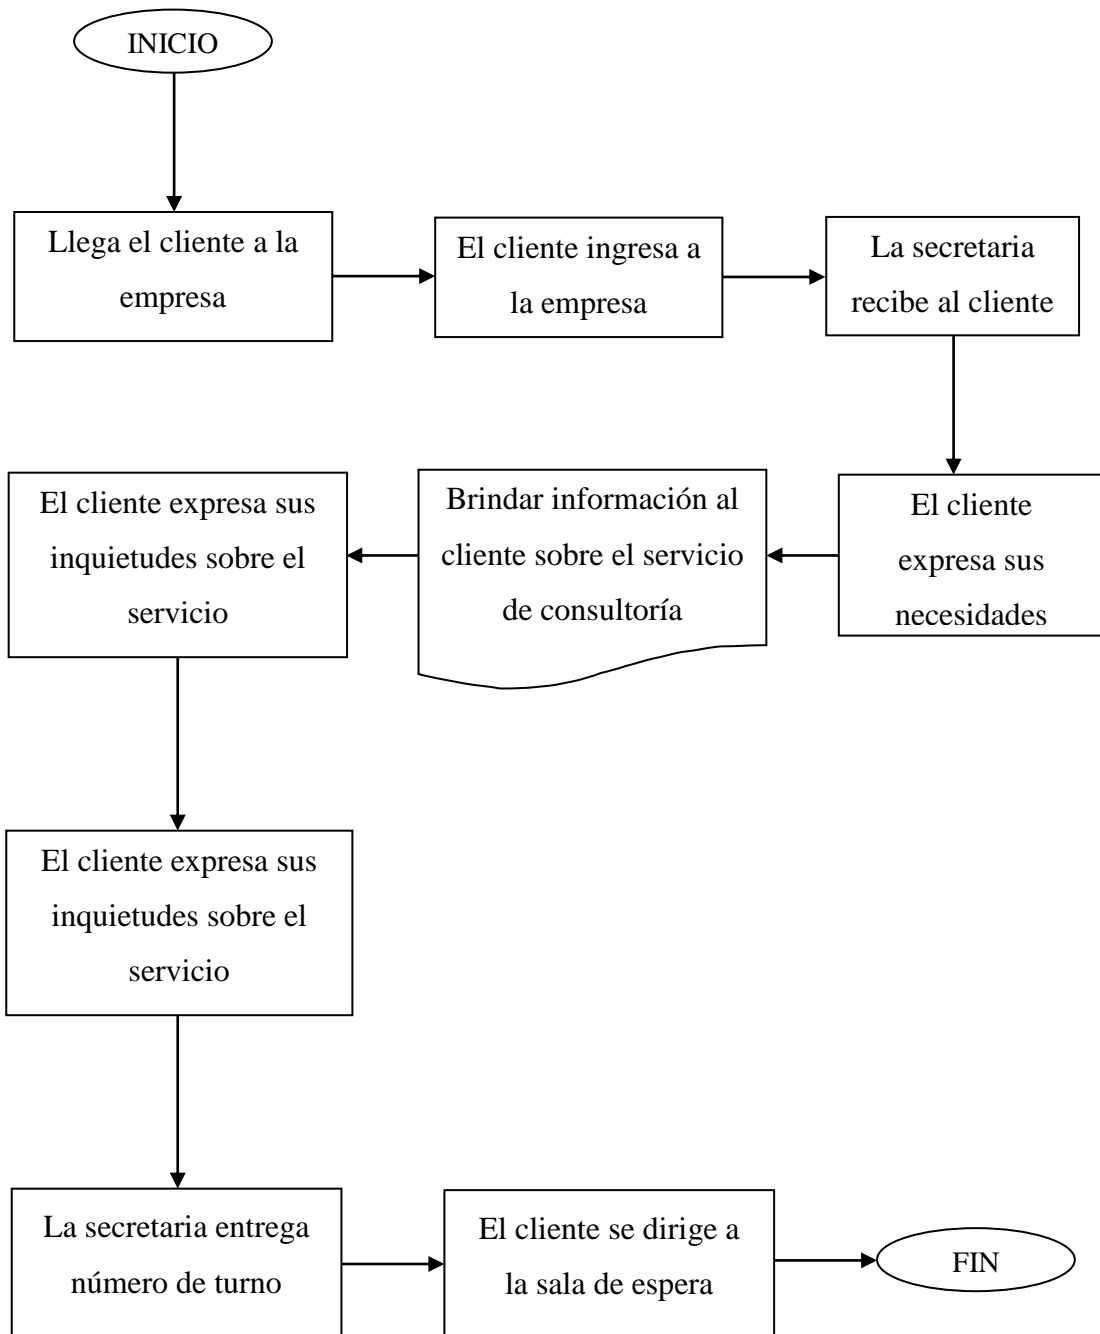 INICIO
Llega el cliente a la
empresa
El cliente ingresa a
la empresa
La secretaria
recibe al cliente
El cliente
expresa sus
necesidades
Brindar información al
cliente sobre el servicio
de consultoría
El cliente expresa sus
inquietudes sobre el
servicio
El cliente expresa sus
inquietudes sobre el
servicio
La secretaria entrega
número de turno
El cliente se dirige a
la sala de espera
FIN